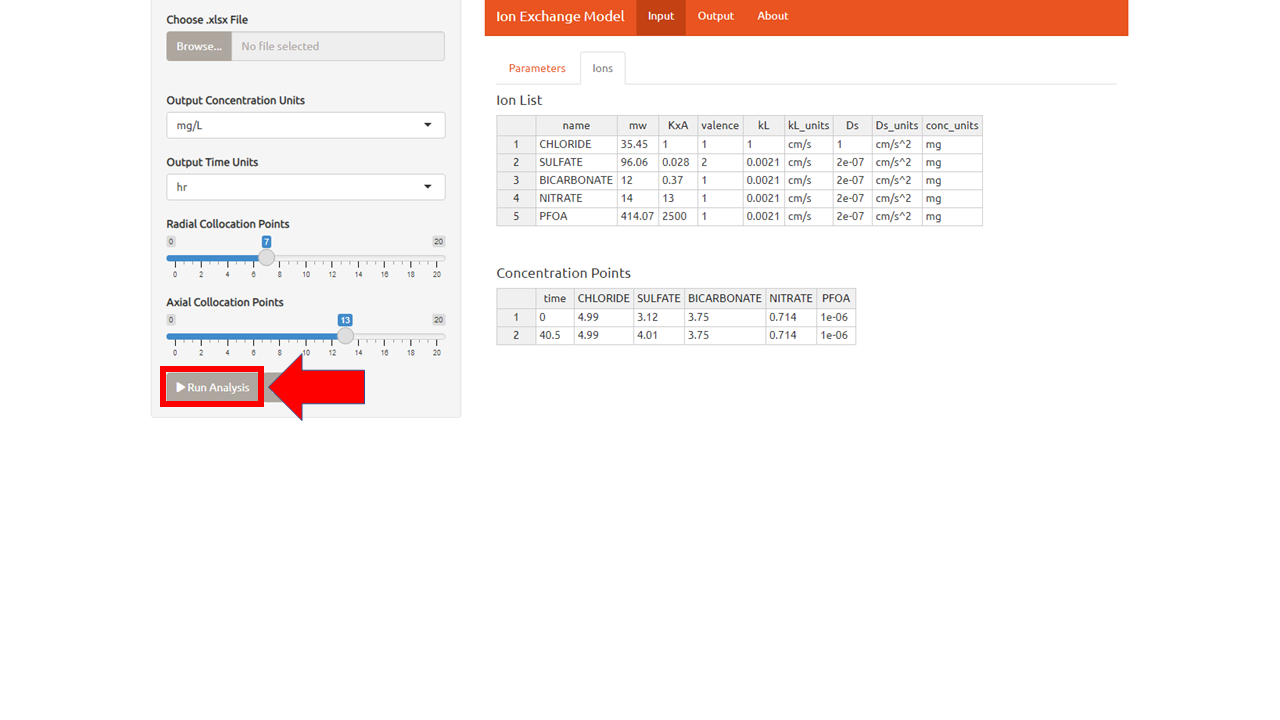 Choose .xlsx File
Browse... No file selected
Output Concentration Units
mg/L
Output Time Units
hr
Radial Collocation Points
0 7 20
0 2 4 6 8 10 12 14 16 18 20
Axial Collocation Points
0 13 20
0 2 4 6 8 10 12 14 16 18 20
Run Analysis
Ion Exchange Model Input Output About
Parameters Ions
Ion List
name mw KxA valence kL kL_units Ds Ds_units conc_units
1 CHLORIDE 35.45 1 1 1 cm/s 1 cm/s^2 mg
2 SULFATE 96.06 0.028 2 0.0021 cm/s 2e-07 cm/s^2 mg
3 BICARBONATE 12 0.37 1 0.0021 cm/s 2e-07 cm/s^2 mg
4 NITRATE 14 13 1 0.0021 cm/s 2e-07 cm/s^2 mg
5 PFOA 414.07 2500 1 0.0021 cm/s 2e-07 cm/s^2 mg
Concentration Points
time CHLORIDE SULFATE BICARBONATE NITRATE PFOA
1 0 4.99 3.12 3.75 0.714 1e-06
2 40.5 4.99 4.01 3.75 0.714 1e-06